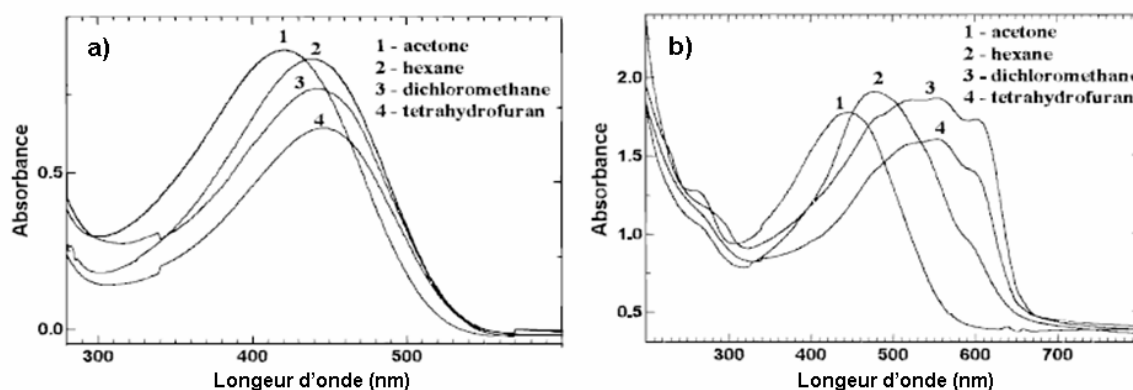 a)
1
2
3
4
1 - acetone
2 - hexane
3 - dichloromethane
4 - tetrahydrofuran
Absorbance
0.5
0.0
300
400
500
Longeur d'onde (nm)
b)
1
2
3
4
1 - acetone
2 - hexane
3 - dichloromethane
4 - tetrahydrofuran
Absorbance
2.0
1.5
1.0
0.5
300
400
500
600
700
Longeur d'onde (nm)